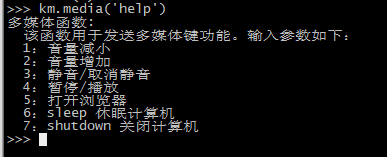 >>> km.media('help')
多媒体函数:
该函数用于发送多媒体键功能。输入参数如下:
1: 音量减小
2: 音量增加
3: 静音/取消静音
4: 暂停/播放
5: 打开浏览器
6: sleep 休眠计算机
7: shutdown 关闭计算机
>>>